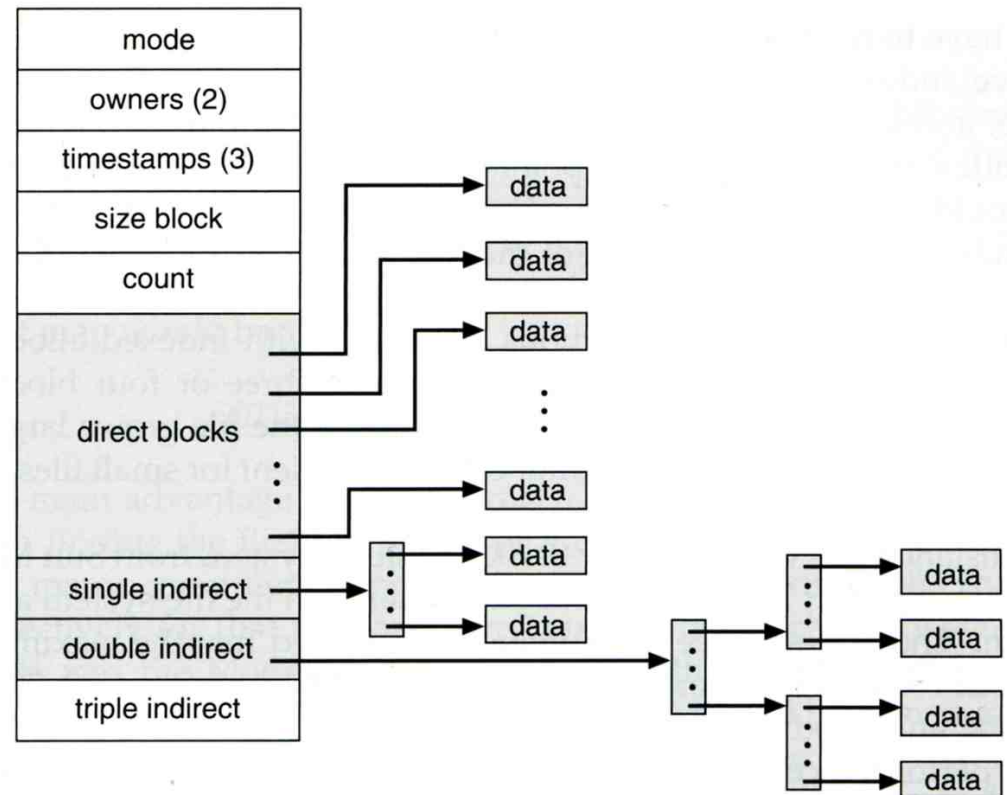 mode
owners (2)
timestamps (3)
size block
count
direct blocks
single indirect
double indirect
triple indirect
data
data
data
data
data
data
data
data
data
data